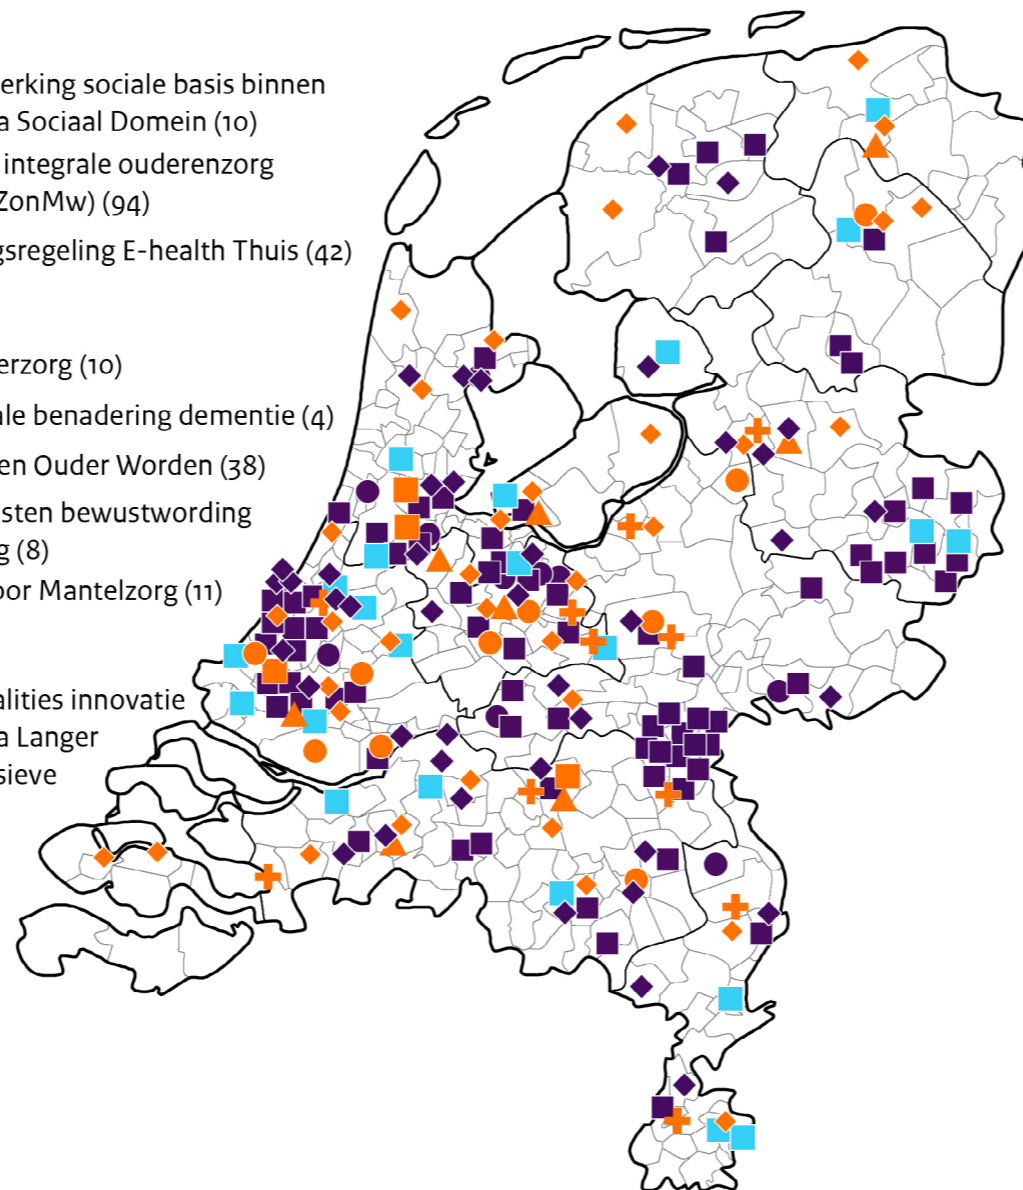 erking sociale basis binnen
a Sociaal Domein (10)
integrale ouderenzorg
ZonMw) (94)
gsregeling E-health Thuis (42)
erzorg (10)
ale benadering dementie (4)
en Ouder Worden (38)
sten bewustwording
g (8)
oor Mantelzorg (11)
alities innovatie
a Langer
sieve